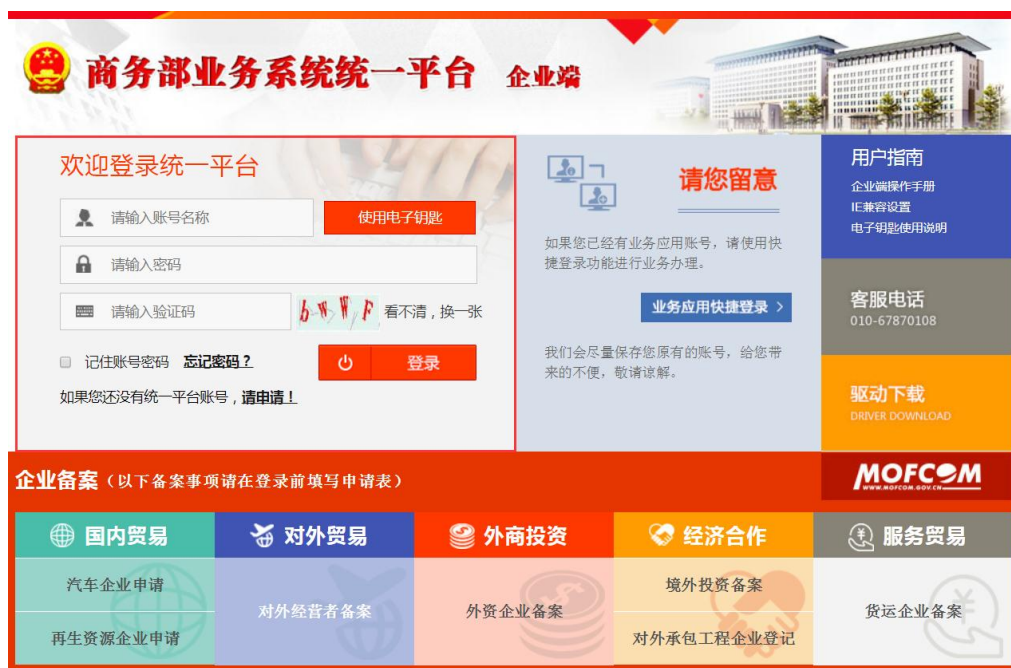 商务部业务系统统一平台 企业端
欢迎登录统一平台
请输入账号名称
使用电子钥匙
请输入密码
请输入验证码
b W W F
看不清，换一张
记住账号密码 忘记密码？
登录
如果您还没有统一平台账号，请申请！
请您留意
如果您已经有业务应用账号，请使用快
捷登录功能进行业务办理。
业务应用快捷登录 >
我们会尽量保存您原有的账号，给您带
来的不便，敬请谅解。
用户指南
企业端操作手册
IE兼容设置
电子钥匙使用说明
客服电话
010-67870108
驱动下载
DRIVER DOWNLOAD
企业备案（以下备案事项请在登录前填写申请表）
MOFCOM
WWW.MOFCOM.GOV.CN
国内贸易
汽车企业申请
再生资源企业申请
对外贸易
对外经营者备案
外商投资
外资企业备案
经济合作
境外投资备案
对外承包工程企业登记
服务贸易
货运企业备案